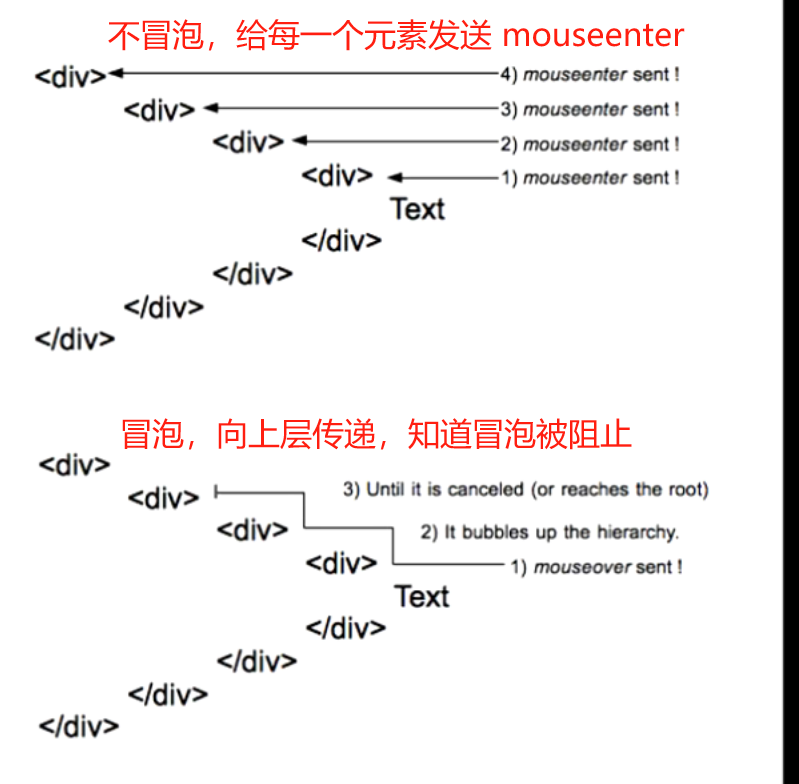 不冒泡，给每一个元素发送 mouseenter
<div> 4) mouseenter sent !
<div> 3) mouseenter sent !
<div> 2) mouseenter sent !
<div> 1) mouseenter sent !
Text
</div>
</div>
</div>
</div>
冒泡，向上层传递，知道冒泡被阻止
<div>
<div> 3) Until it is canceled (or reaches the root)
<div> 2) It bubbles up the hierarchy.
<div> 1) mouseover sent !
Text
</div>
</div>
</div>
</div>